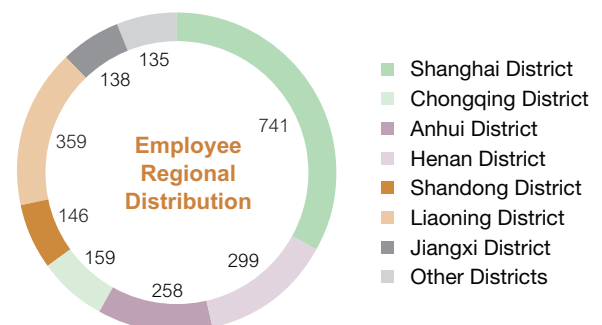 135
138
741
359
Employee
Regional
Distribution
146
159
299
258
Shanghai District
Chongqing District
Anhui District
Henan District
Shandong District
Liaoning District
Jiangxi District
Other Districts